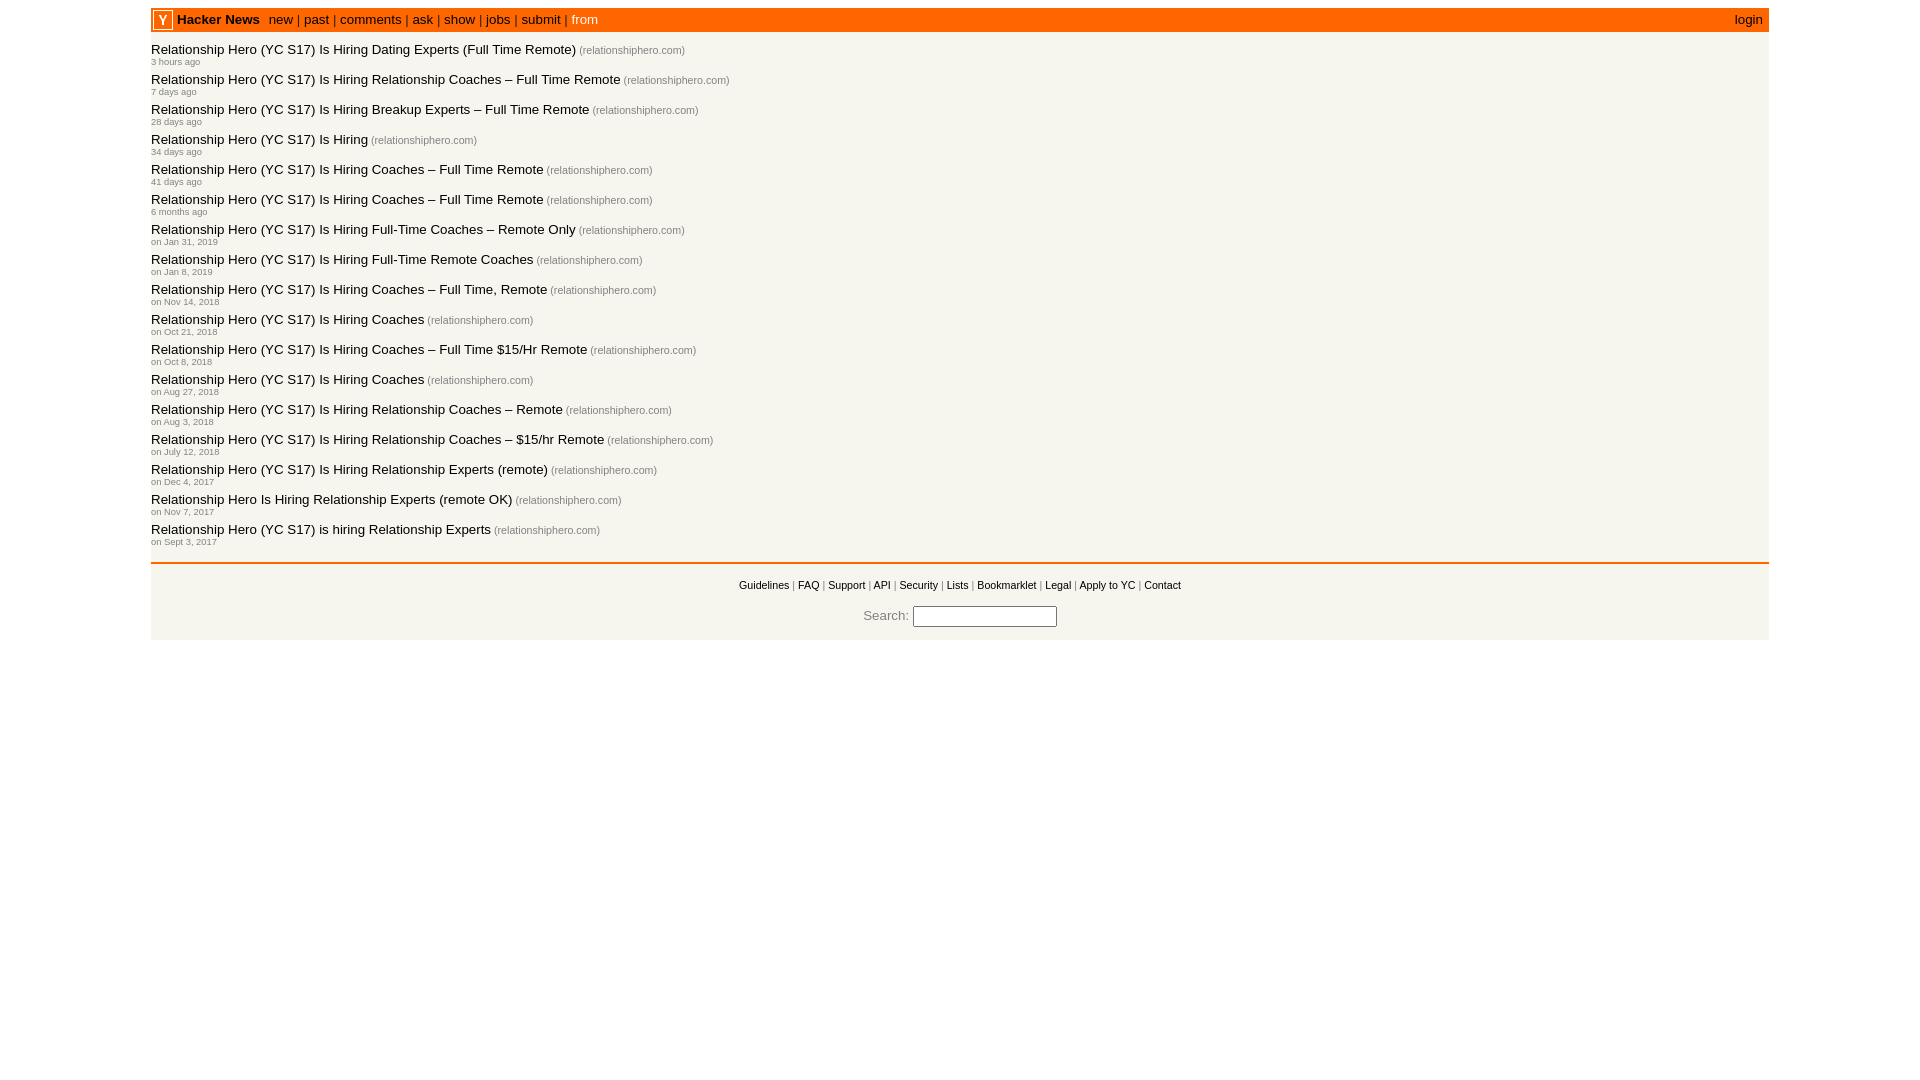 Y Hacker News new | past | comments | ask | show | jobs | submit | from login
Relationship Hero (YC S17) Is Hiring Dating Experts (Full Time Remote) (relationshiphero.com)
3 hours ago
Relationship Hero (YC S17) Is Hiring Relationship Coaches – Full Time Remote (relationshiphero.com)
7 days ago
Relationship Hero (YC S17) Is Hiring Breakup Experts – Full Time Remote (relationshiphero.com)
28 days ago
Relationship Hero (YC S17) Is Hiring (relationshiphero.com)
34 days ago
Relationship Hero (YC S17) Is Hiring Coaches – Full Time Remote (relationshiphero.com)
41 days ago
Relationship Hero (YC S17) Is Hiring Coaches – Full Time Remote (relationshiphero.com)
6 months ago
Relationship Hero (YC S17) Is Hiring Full-Time Coaches – Remote Only (relationshiphero.com)
on Jan 31, 2019
Relationship Hero (YC S17) Is Hiring Full-Time Remote Coaches (relationshiphero.com)
on Jan 8, 2019
Relationship Hero (YC S17) Is Hiring Coaches – Full Time, Remote (relationshiphero.com)
on Nov 14, 2018
Relationship Hero (YC S17) Is Hiring Coaches (relationshiphero.com)
on Oct 21, 2018
Relationship Hero (YC S17) Is Hiring Coaches – Full Time $15/Hr Remote (relationshiphero.com)
on Oct 8, 2018
Relationship Hero (YC S17) Is Hiring Coaches (relationshiphero.com)
on Aug 27, 2018
Relationship Hero (YC S17) Is Hiring Relationship Coaches – Remote (relationshiphero.com)
on Aug 3, 2018
Relationship Hero (YC S17) Is Hiring Relationship Coaches – $15/hr Remote (relationshiphero.com)
on July 12, 2018
Relationship Hero (YC S17) Is Hiring Relationship Experts (remote) (relationshiphero.com)
on Dec 4, 2017
Relationship Hero Is Hiring Relationship Experts (remote OK) (relationshiphero.com)
on Nov 7, 2017
Relationship Hero (YC S17) is hiring Relationship Experts (relationshiphero.com)
on Sept 3, 2017
Guidelines | FAQ | Support | API | Security | Lists | Bookmarklet | Legal | Apply to YC | Contact
Search: